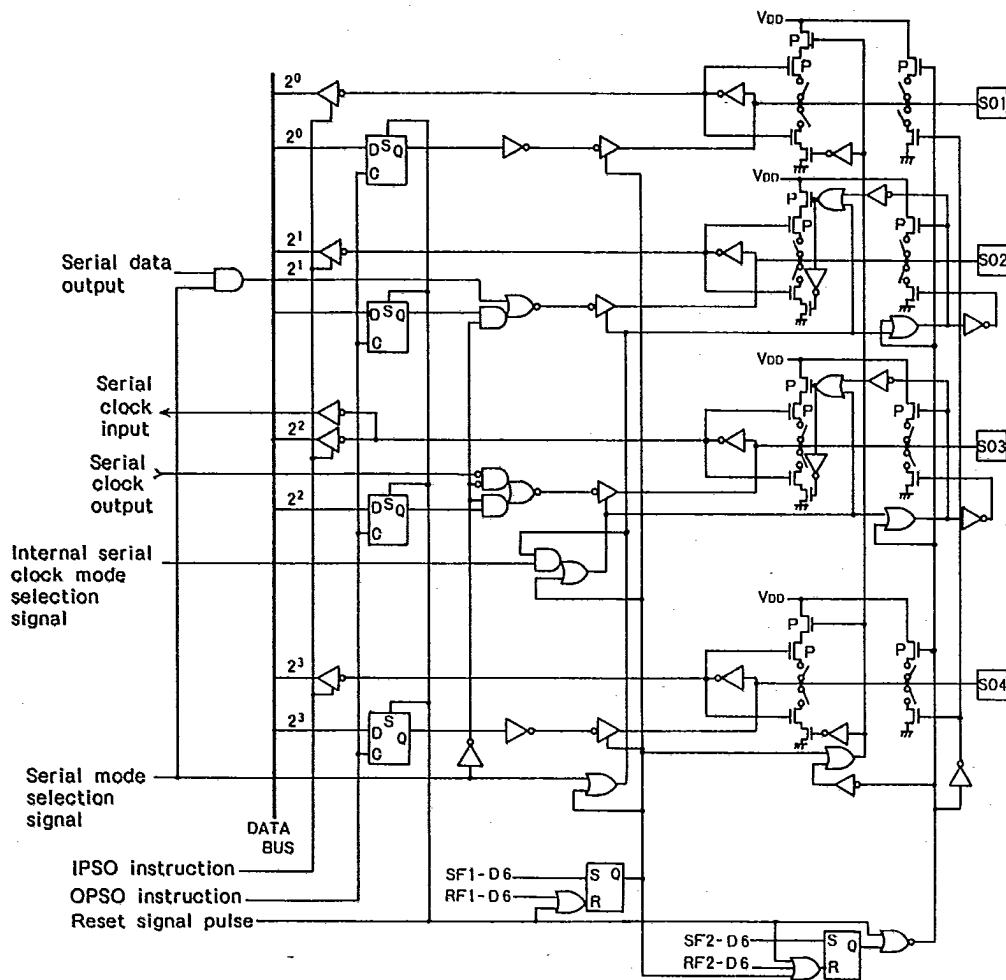 VDD
P
P
P
2⁰
SO1
2⁰
D S Q
C
VDD
P
P
P
2¹
SO2
Serial data
output
2¹
D S Q
C
VDD
P
P
P
Serial
clock
input
2²
SO3
Serial
clock
output
2²
D S Q
C
Internal serial
clock mode
selection
signal
VDD
P
P
P
2³
SO4
2³
D S Q
C
Serial mode
selection
signal
DATA
BUS
IPSO instruction
OPSO instruction
Reset signal pulse
SF1-D6
RF1-D6
S Q
R
SF2-D6
RF2-D6
S Q
R